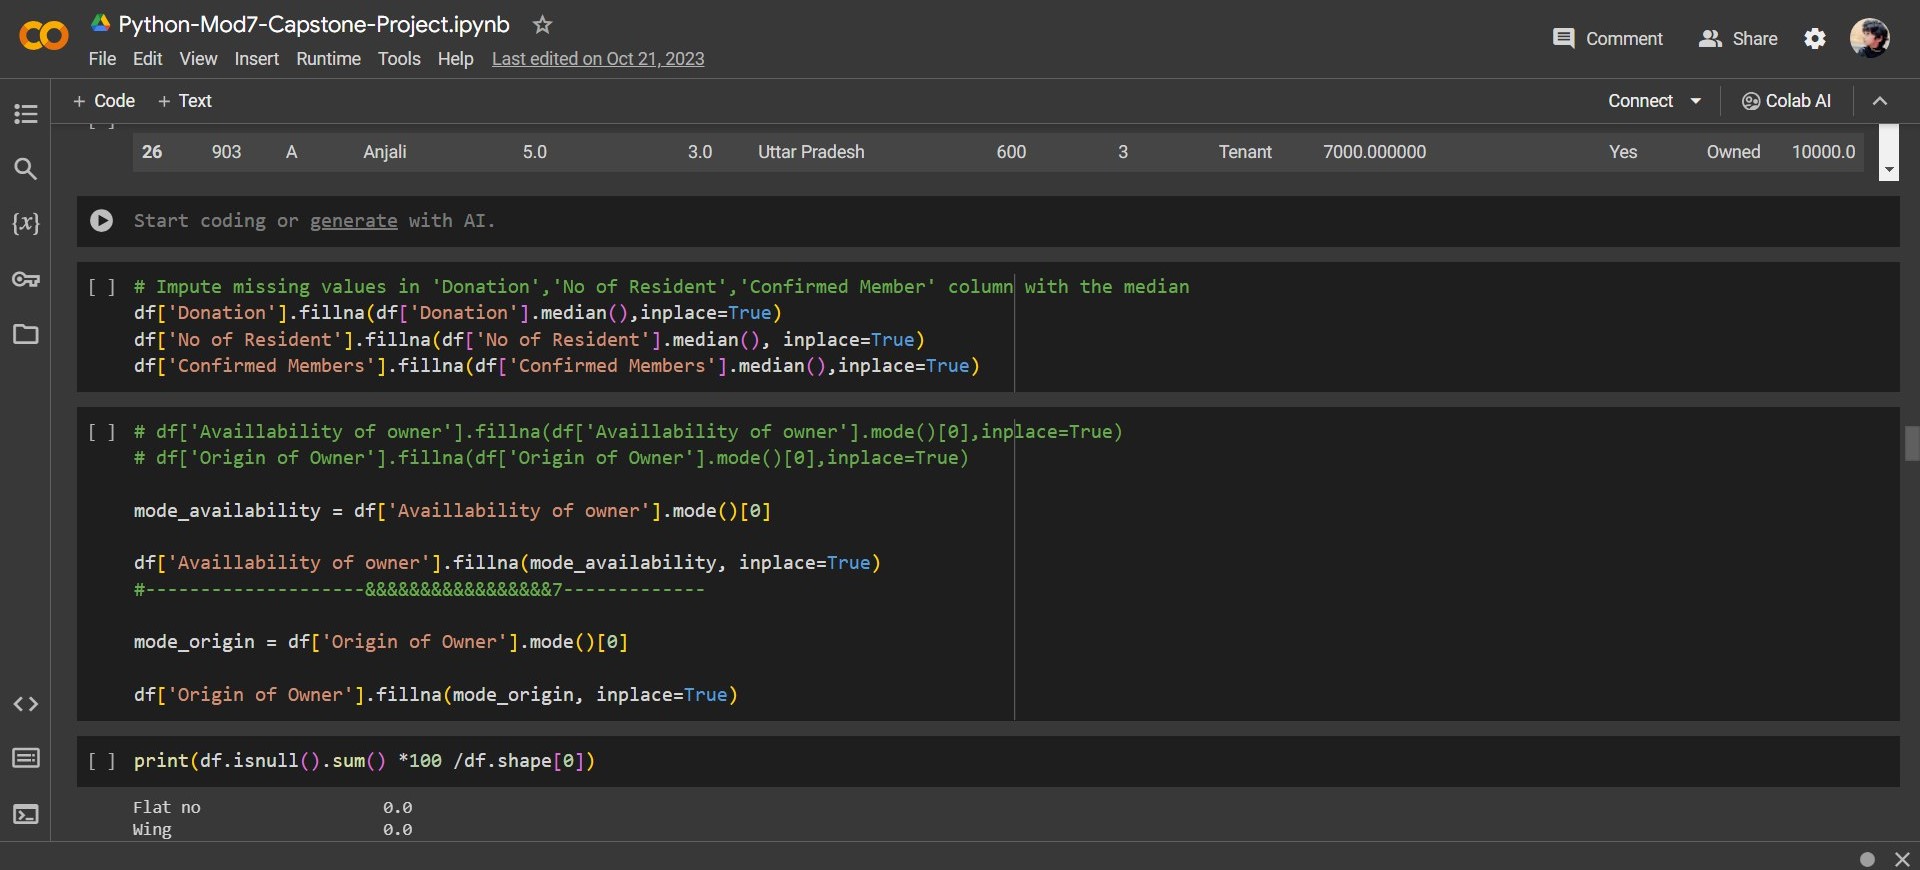 Python-Mod7-Capstone-Project.ipynb
File Edit View Insert Runtime Tools Help Last edited on Oct 21, 2023
Comment Share
+ Code + Text
Connect Colab AI
26 903 A Anjali 5.0 3.0 Uttar Pradesh 600 3 Tenant 7000.000000 Yes Owned 10000.0
Start coding or generate with AI.
[ ] # Impute missing values in 'Donation','No of Resident','Confirmed Member' column with the median
df['Donation'].fillna(df['Donation'].median(),inplace=True)
df['No of Resident'].fillna(df['No of Resident'].median(), inplace=True)
df['Confirmed Members'].fillna(df['Confirmed Members'].median(),inplace=True)
[ ] # df['Availlability of owner'].fillna(df['Availlability of owner'].mode()[0],inplace=True)
# df['Origin of Owner'].fillna(df['Origin of Owner'].mode()[0],inplace=True)
mode_availability = df['Availlability of owner'].mode()[0]
df['Availlability of owner'].fillna(mode_availability, inplace=True)
#--------------------&&&&&&&&&&&&&&&&&7-------------
mode_origin = df['Origin of Owner'].mode()[0]
df['Origin of Owner'].fillna(mode_origin, inplace=True)
[ ] print(df.isnull().sum() *100 /df.shape[0])
Flat no 0.0
Wing 0.0